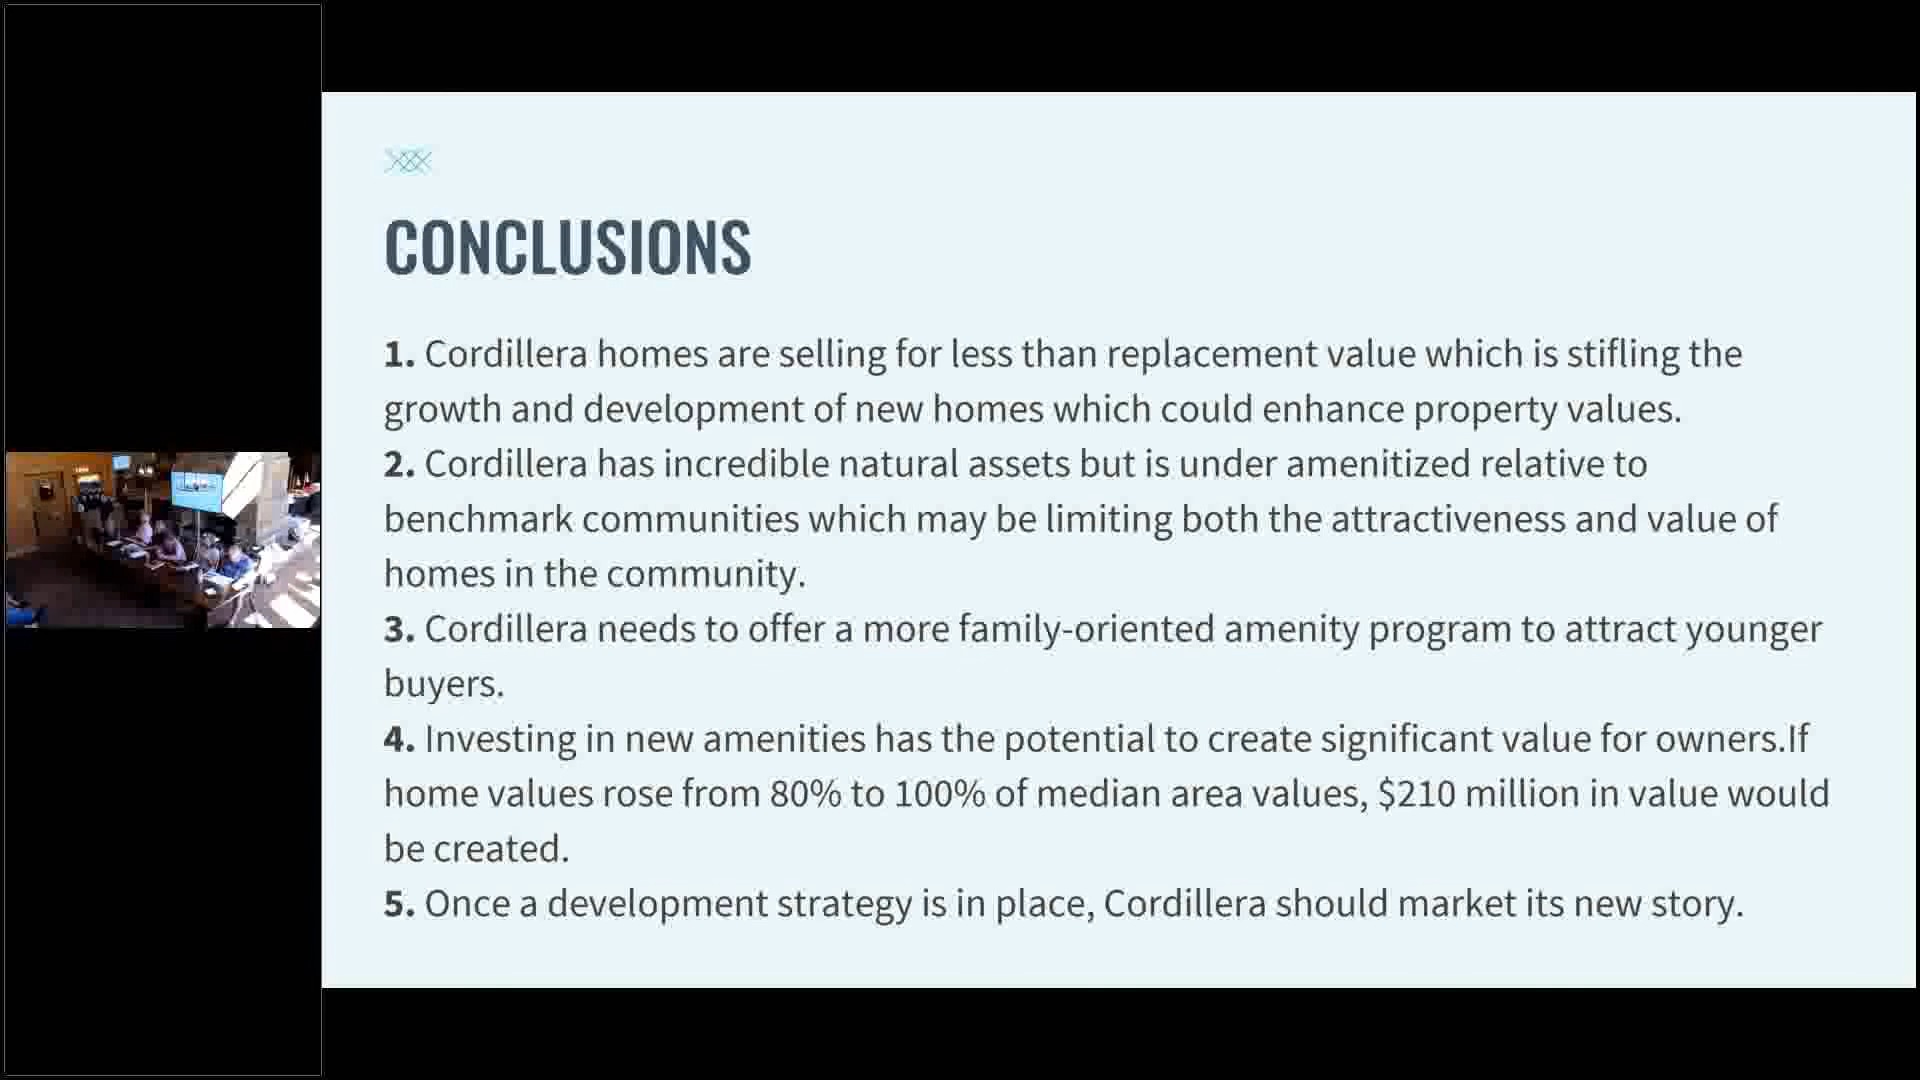 CONCLUSIONS
1. Cordillera homes are selling for less than replacement value which is stifling the
growth and development of new homes which could enhance property values.
2. Cordillera has incredible natural assets but is under amenitized relative to
benchmark communities which may be limiting both the attractiveness and value of
homes in the community.
3. Cordillera needs to offer a more family-oriented amenity program to attract younger
buyers.
4. Investing in new amenities has the potential to create significant value for owners.If
home values rose from 80% to 100% of median area values, $210 million in value would
be created.
5. Once a development strategy is in place, Cordillera should market its new story.